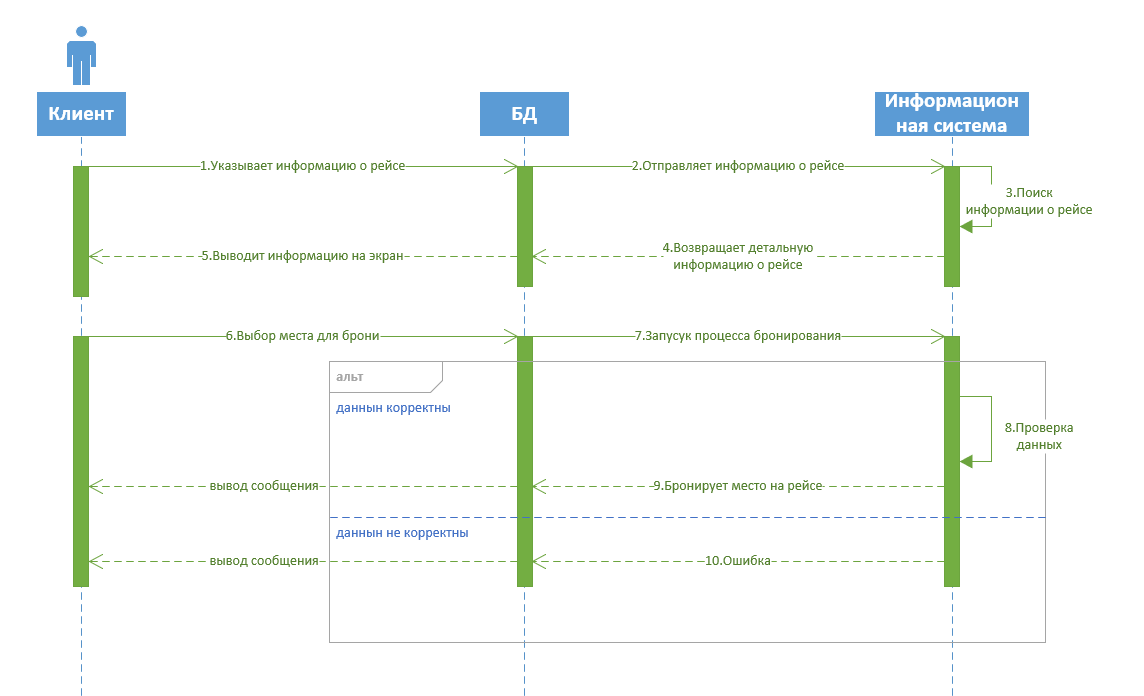 Клиент
БД
Информацион
ная система
1.Указывает информацию о рейсе
2.Отправляет информацию о рейсе
3.Поиск
информации о рейсе
4.Возвращает детальную
информацию о рейсе
5.Выводит информацию на экран
6.Выбор места для брони
7.Запусук процесса бронирования
альт
даннын корректны
8.Проверка
данных
вывод сообщения
9.Бронирует место на рейсе
даннын не корректны
вывод сообщения
10.Ошибка